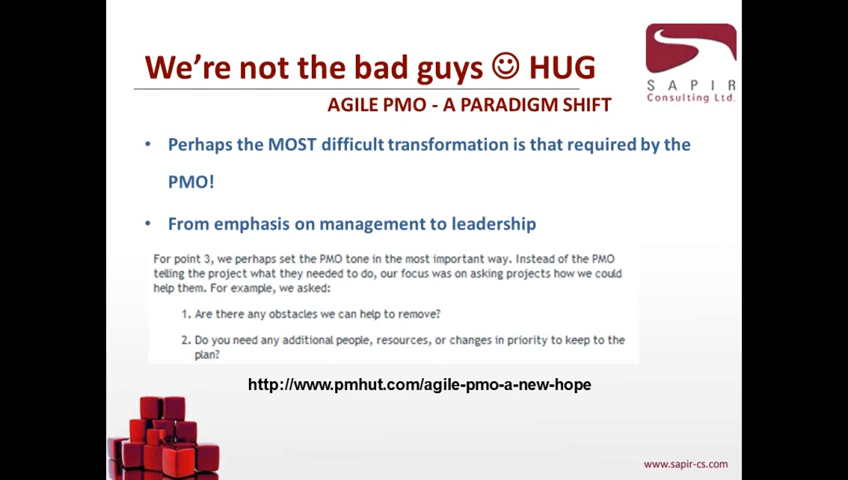 We're not the bad guys ☺ HUG
SAPIR
Consulting Ltd.
AGILE PMO - A PARADIGM SHIFT
• Perhaps the MOST difficult transformation is that required by the
PMO!
• From emphasis on management to leadership
For point 3, we perhaps set the PMO tone in the most important way. Instead of the PMO
telling the project what they needed to do, our focus was on asking projects how we could
help them. For example, we asked:
1. Are there any obstacles we can help to remove?
2. Do you need any additional people, resources, or changes in priority to keep to the
plan?
http://www.pmhut.com/agile-pmo-a-new-hope
www.sapir-cs.com